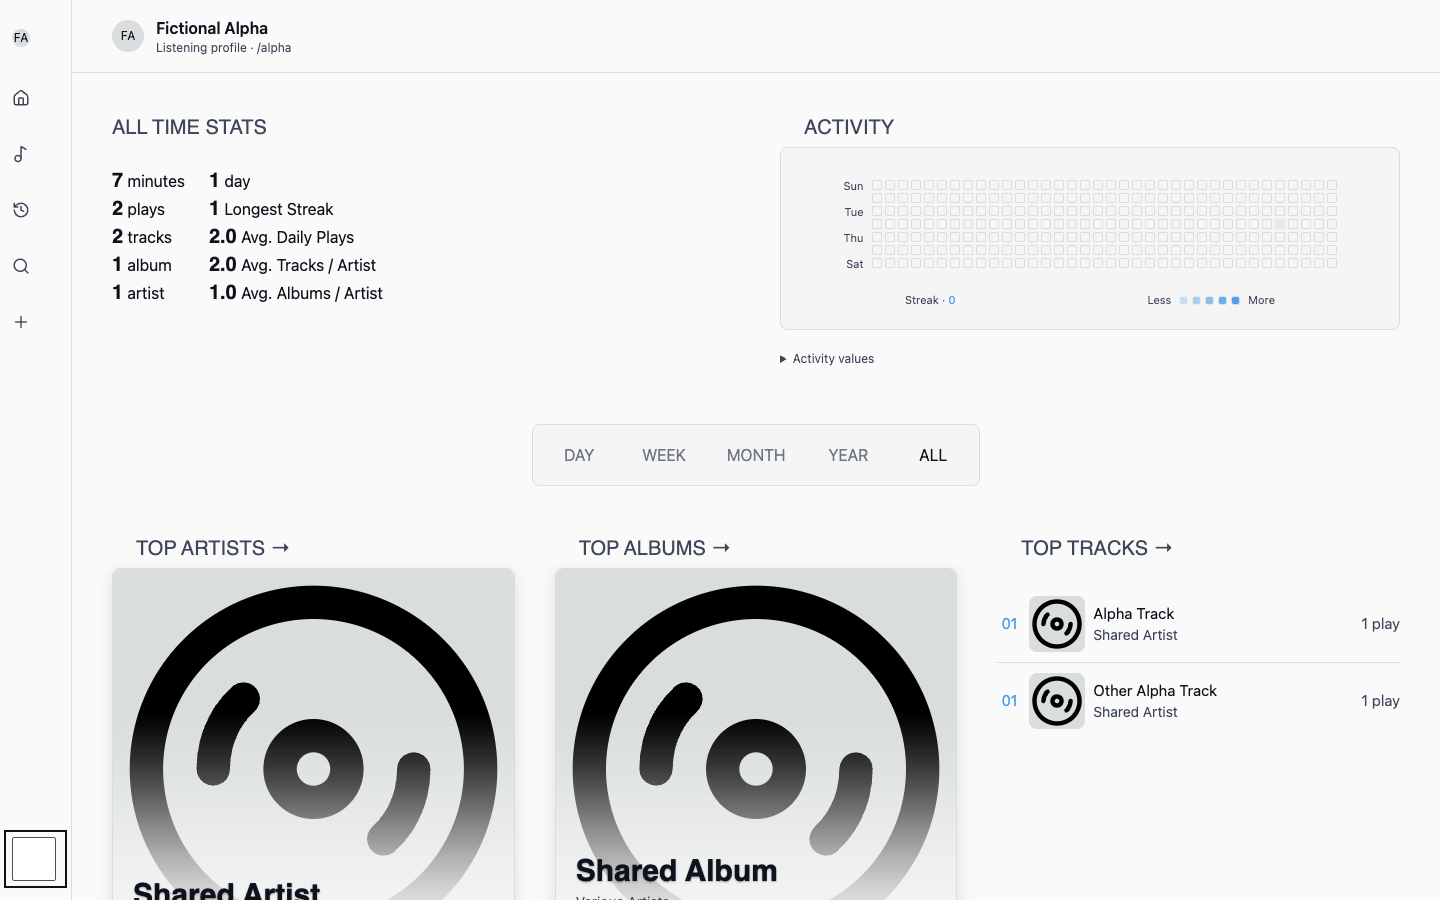 FA
FA
Fictional Alpha
Listening profile · /alpha
ALL TIME STATS
7 minutes
1 day
2 plays
1 Longest Streak
2 tracks
2.0 Avg. Daily Plays
1 album
2.0 Avg. Tracks / Artist
1 artist
1.0 Avg. Albums / Artist
ACTIVITY
Sun
Tue
Thu
Sat
Streak · 0
Less
More
Activity values
DAY
WEEK
MONTH
YEAR
ALL
TOP ARTISTS →
Shared Artist
TOP ALBUMS →
Shared Album
Various Artists
TOP TRACKS →
01
Alpha Track
Shared Artist
1 play
01
Other Alpha Track
Shared Artist
1 play